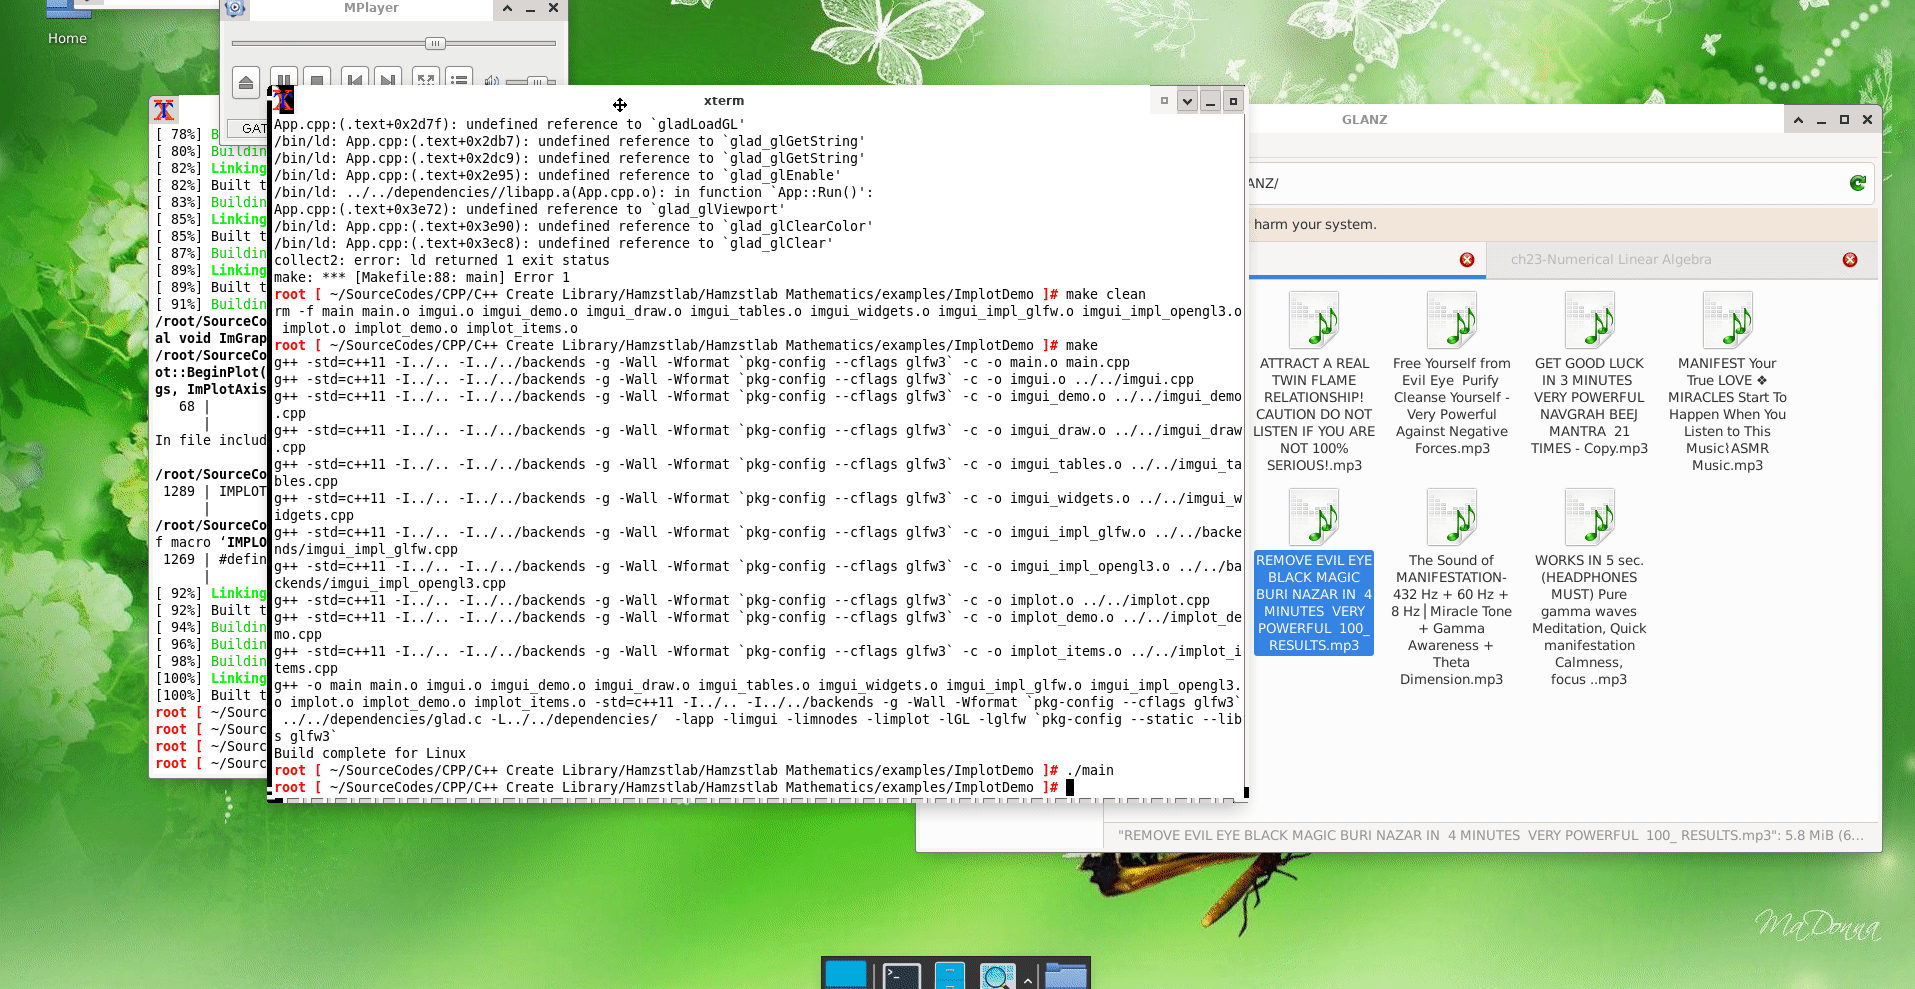 Home
MPlayer
GAT
[ 78%] B
[ 80%] Building
[ 82%] Linking
[ 82%] Built t
[ 83%] Building
[ 85%] Linking
[ 85%] Built t
[ 87%] Building
[ 89%] Linking
[ 89%] Built t
[ 91%] Buildin
/root/SourceCo
al void ImGrap
/root/SourceCo
ot::BeginPlot(
gs, ImPlotAxis
68 |
|
In file includ
/root/SourceCo
1289 | IMPLOT
|
/root/SourceCo
f macro ‘IMPLO
1269 | #defin
|
[ 92%] Linking
[ 92%] Built t
[ 94%] Buildin
[ 96%] Buildin
[ 98%] Buildin
[100%] Linking
[100%] Built t
root [ ~/Sourc
root [ ~/Sourc
root [ ~/Sourc
root [ ~/Sourc
xterm
App.cpp:(.text+0x2d7f): undefined reference to `gladLoadGL'
/bin/ld: App.cpp:(.text+0x2db7): undefined reference to `glad_glGetString'
/bin/ld: App.cpp:(.text+0x2dc9): undefined reference to `glad_glGetString'
/bin/ld: App.cpp:(.text+0x2e95): undefined reference to `glad_glEnable'
/bin/ld: ../../dependencies//libapp.a(App.cpp.o): in function `App::Run()':
App.cpp:(.text+0x3e72): undefined reference to `glad_glViewport'
/bin/ld: App.cpp:(.text+0x3e90): undefined reference to `glad_glClearColor'
/bin/ld: App.cpp:(.text+0x3ec8): undefined reference to `glad_glClear'
collect2: error: ld returned 1 exit status
make: *** [Makefile:88: main] Error 1
root [ ~/SourceCodes/CPP/C++ Create Library/Hamzstlab/Hamzstlab Mathematics/examples/ImplotDemo ]# make clean
rm -f main main.o imgui.o imgui_demo.o imgui_draw.o imgui_tables.o imgui_widgets.o imgui_impl_glfw.o imgui_impl_opengl3.o
implot.o implot_demo.o implot_items.o
root [ ~/SourceCodes/CPP/C++ Create Library/Hamzstlab/Hamzstlab Mathematics/examples/ImplotDemo ]# make
g++ -std=c++11 -I../.. -I../../backends -g -Wall -Wformat `pkg-config --cflags glfw3` -c -o main.o main.cpp
g++ -std=c++11 -I../.. -I../../backends -g -Wall -Wformat `pkg-config --cflags glfw3` -c -o imgui.o ../../imgui.cpp
g++ -std=c++11 -I../.. -I../../backends -g -Wall -Wformat `pkg-config --cflags glfw3` -c -o imgui_demo.o ../../imgui_demo
.cpp
g++ -std=c++11 -I../.. -I../../backends -g -Wall -Wformat `pkg-config --cflags glfw3` -c -o imgui_draw.o ../../imgui_draw
.cpp
g++ -std=c++11 -I../.. -I../../backends -g -Wall -Wformat `pkg-config --cflags glfw3` -c -o imgui_tables.o ../../imgui_ta
bles.cpp
g++ -std=c++11 -I../.. -I../../backends -g -Wall -Wformat `pkg-config --cflags glfw3` -c -o imgui_widgets.o ../../imgui_w
idgets.cpp
g++ -std=c++11 -I../.. -I../../backends -g -Wall -Wformat `pkg-config --cflags glfw3` -c -o imgui_impl_glfw.o ../../backe
nds/imgui_impl_glfw.cpp
g++ -std=c++11 -I../.. -I../../backends -g -Wall -Wformat `pkg-config --cflags glfw3` -c -o imgui_impl_opengl3.o ../../ba
ckends/imgui_impl_opengl3.cpp
g++ -std=c++11 -I../.. -I../../backends -g -Wall -Wformat `pkg-config --cflags glfw3` -c -o implot.o ../../implot.cpp
g++ -std=c++11 -I../.. -I../../backends -g -Wall -Wformat `pkg-config --cflags glfw3` -c -o implot_demo.o ../../implot_de
mo.cpp
g++ -std=c++11 -I../.. -I../../backends -g -Wall -Wformat `pkg-config --cflags glfw3` -c -o implot_items.o ../../implot_i
tems.cpp
g++ -o main main.o imgui.o imgui_demo.o imgui_draw.o imgui_tables.o imgui_widgets.o imgui_impl_glfw.o imgui_impl_opengl3.
o implot.o implot_demo.o implot_items.o -std=c++11 -I../.. -I../../backends -g -Wall -Wformat `pkg-config --cflags glfw3`
../../dependencies/glad.c -L../../dependencies/  -lapp -limgui -limnodes -limplot -lGL -lglfw `pkg-config --static --lib
s glfw3`
Build complete for Linux
root [ ~/SourceCodes/CPP/C++ Create Library/Hamzstlab/Hamzstlab Mathematics/examples/ImplotDemo ]# ./main
root [ ~/SourceCodes/CPP/C++ Create Library/Hamzstlab/Hamzstlab Mathematics/examples/ImplotDemo ]#
GLANZ
ANZ/
harm your system.
ch23-Numerical Linear Algebra
ATTRACT A REAL
TWIN FLAME
RELATIONSHIP!
CAUTION DO NOT
LISTEN IF YOU ARE
NOT 100%
SERIOUS!.mp3
Free Yourself from
Evil Eye  Purify
Cleanse Yourself -
Very Powerful
Against Negative
Forces.mp3
GET GOOD LUCK
IN 3 MINUTES
VERY POWERFUL
NAVGRAH BEEJ
MANTRA  21
TIMES - Copy.mp3
MANIFEST Your
True LOVE ❖
MIRACLES Start To
Happen When You
Listen to This
Music⌇ASMR
Music.mp3
REMOVE EVIL EYE
BLACK MAGIC
BURI NAZAR IN  4
MINUTES  VERY
POWERFUL  100_
RESULTS.mp3
The Sound of
MANIFESTATION-
432 Hz + 60 Hz +
8 Hz│Miracle Tone
+ Gamma
Awareness +
Theta
Dimension.mp3
WORKS IN 5 sec.
(HEADPHONES
MUST) Pure
gamma waves
Meditation, Quick
manifestation
Calmness,
focus ..mp3
"REMOVE EVIL EYE BLACK MAGIC BURI NAZAR IN  4 MINUTES  VERY POWERFUL  100_ RESULTS.mp3": 5.8 MiB (6...
MaDonna